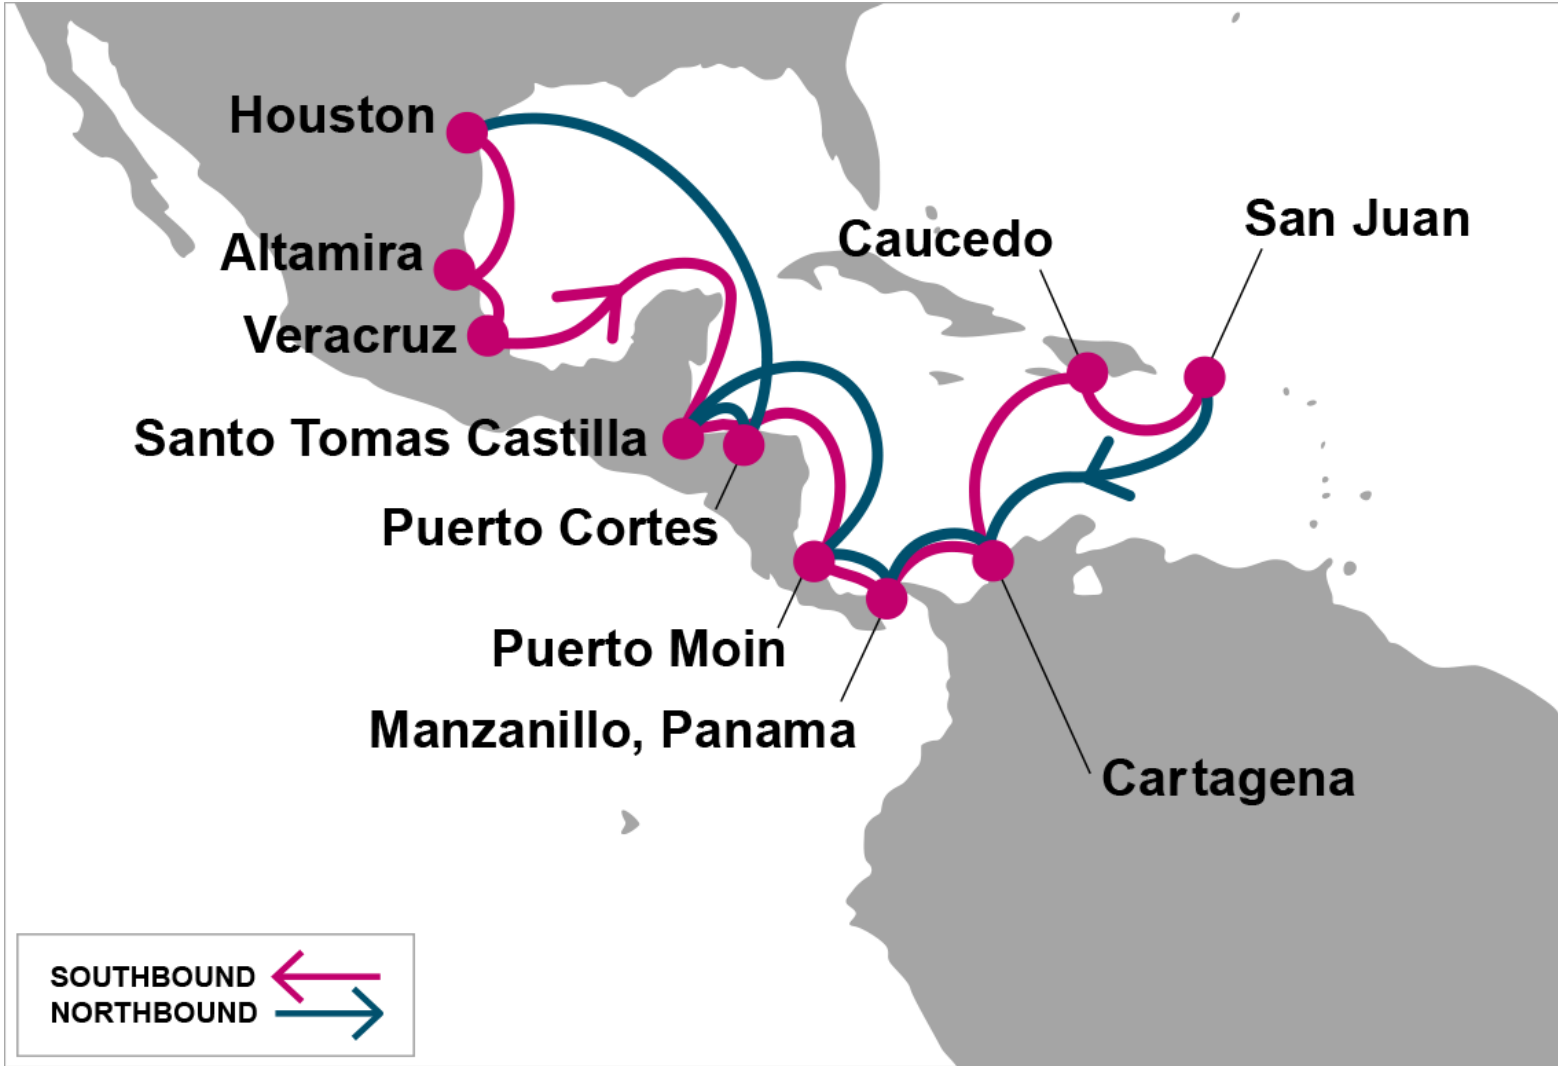 Houston
San Juan
Caucedo
Altamira
Veracruz
Santo Tomas Castilla
Puerto Cortes
Puerto Moin
Manzanillo, Panama
Cartagena
SOUTHBOUND
NORTHBOUND